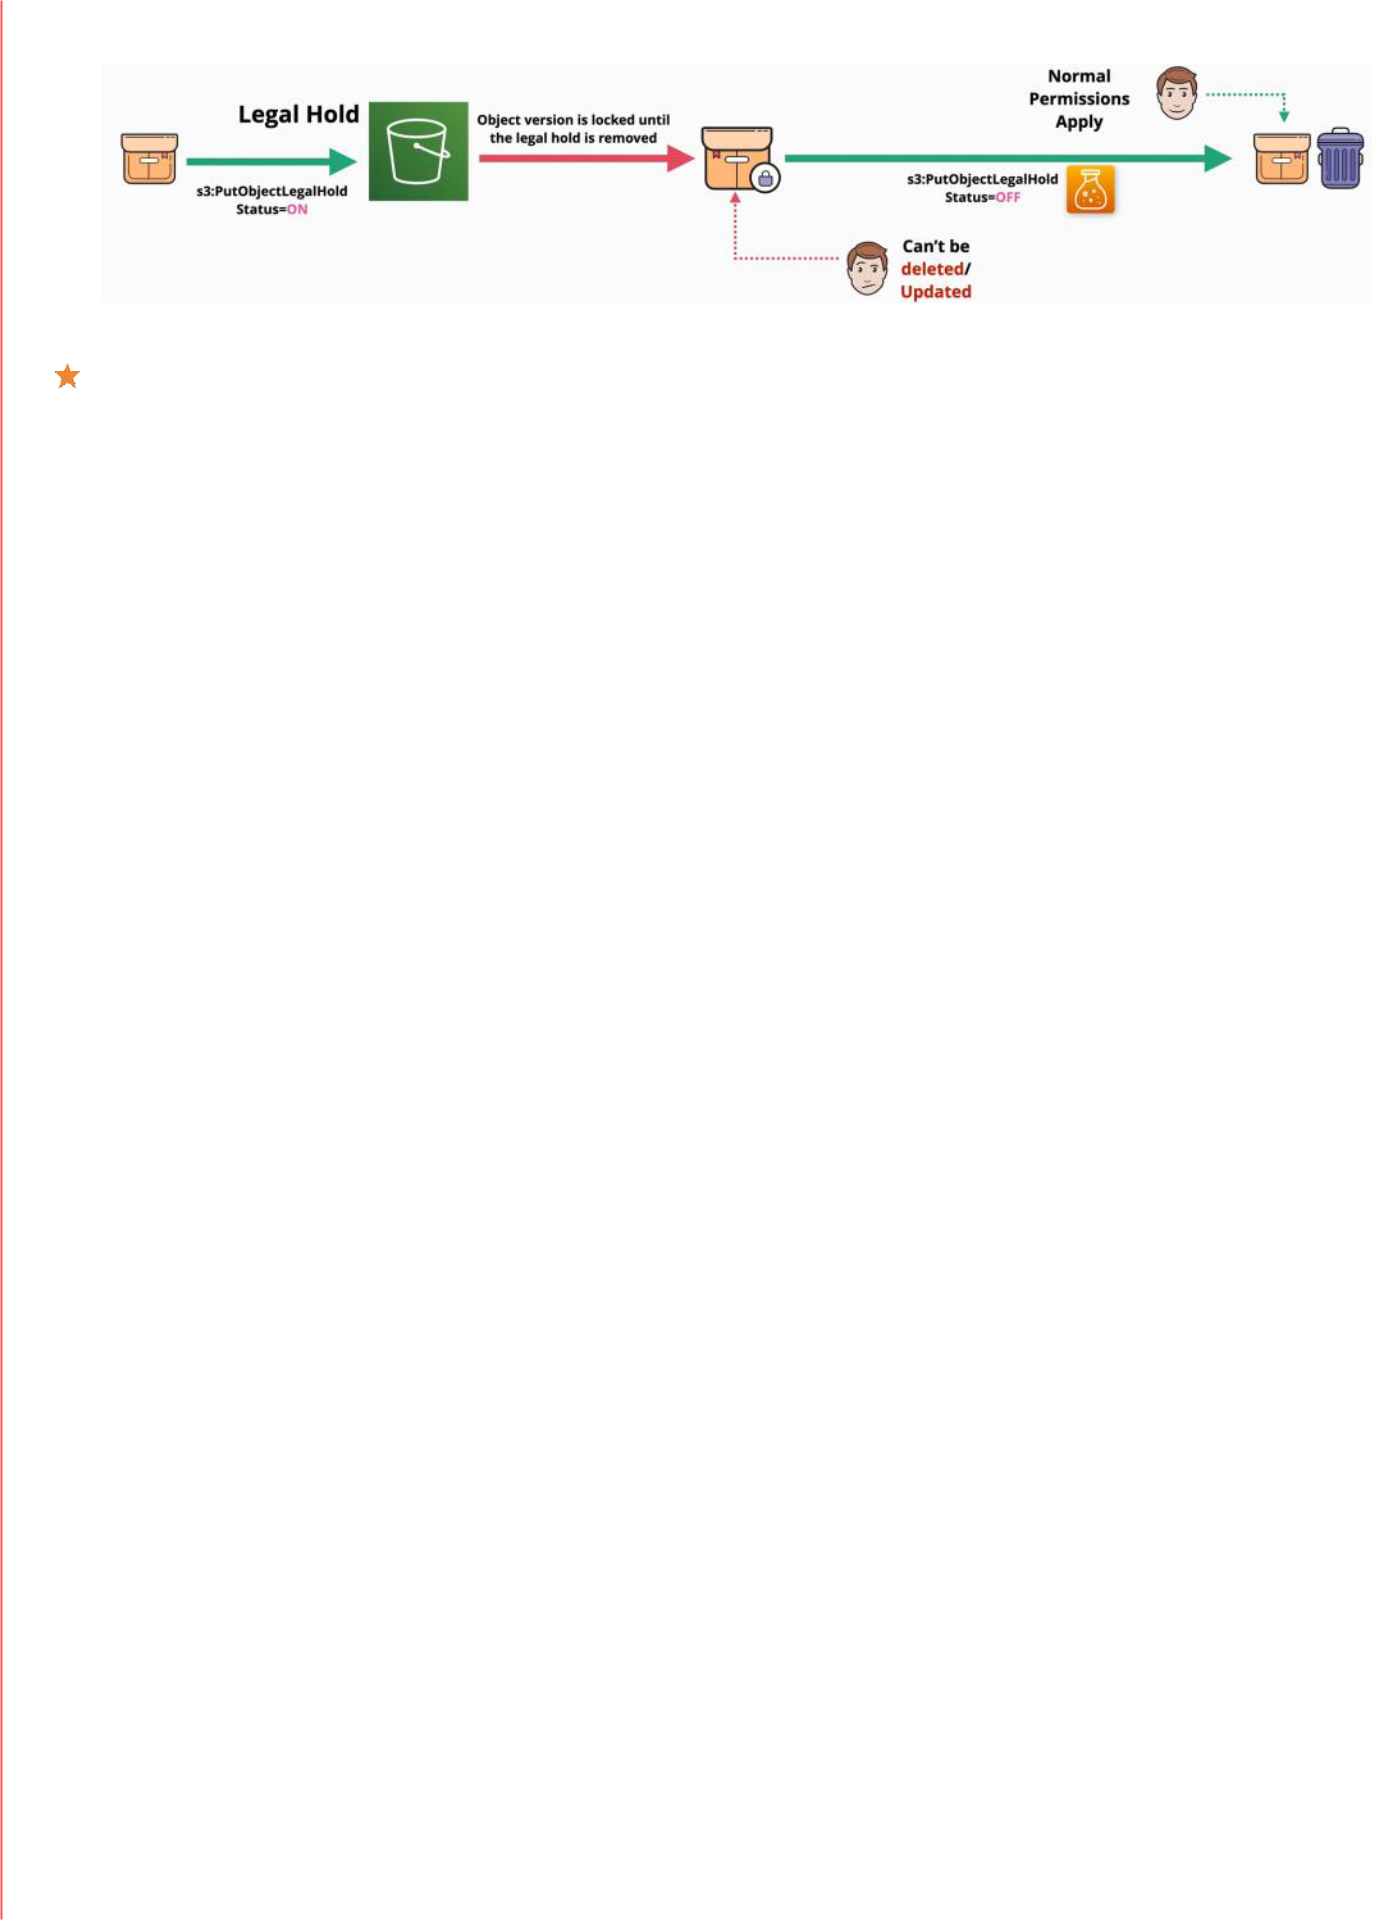 Legal Hold
s3:PutObjectLegalHold
Status=ON
Object version is locked until
the legal hold is removed
Can't be
deleted/
Updated
s3:PutObjectLegalHold
Status=OFF
Normal
Permissions
Apply